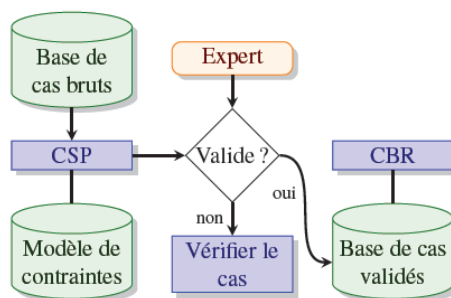 Base de
cas bruts
Expert
CSP
Valide ?
CBR
oui
non
Modèle de
contraintes
Vérifier le
cas
Base de cas
validés